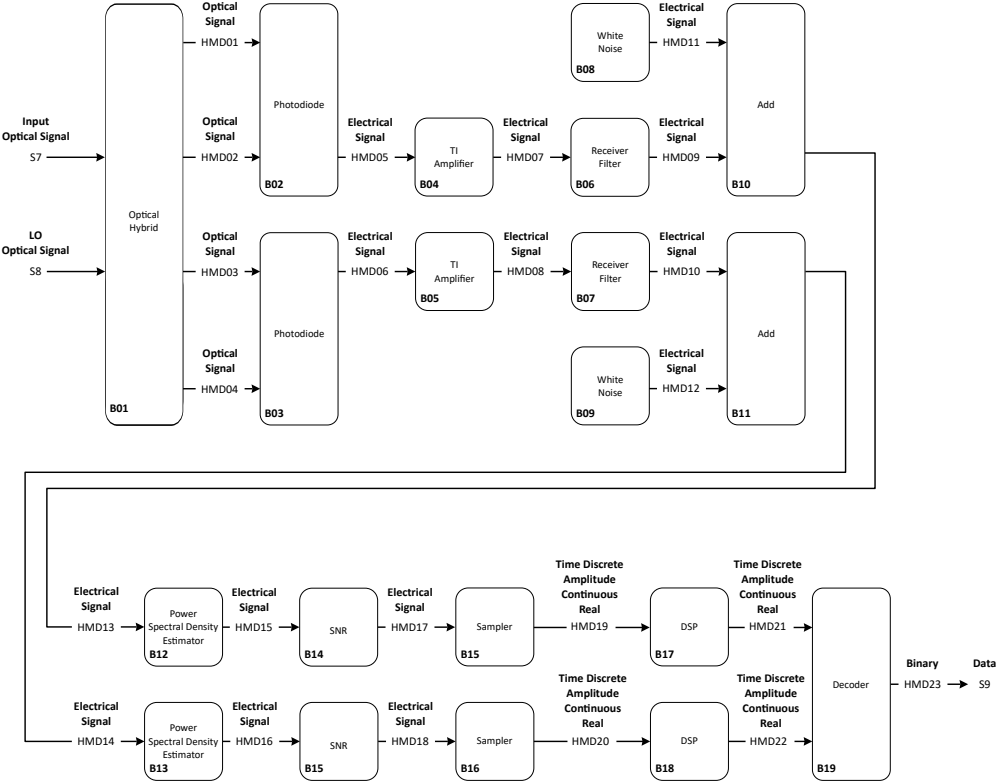 Optical
Signal
HMD01
Optical
Signal
HMD02
Optical
Signal
HMD03
Optical
Signal
HMD04
Input
Optical Signal
S7
LO
Optical Signal
S8
Optical
Hybrid
B01
Photodiode
B02
Photodiode
B03
Electrical
Signal
HMD05
Electrical
Signal
HMD06
TI
Amplifier
B04
TI
Amplifier
B05
Electrical
Signal
HMD07
Electrical
Signal
HMD08
White
Noise
B08
Receiver
Filter
B06
Receiver
Filter
B07
White
Noise
B09
Electrical
Signal
HMD11
Electrical
Signal
HMD09
Electrical
Signal
HMD10
Electrical
Signal
HMD12
Add
B10
Add
B11
Electrical
Signal
HMD13
Power
Spectral Density
Estimator
B12
Electrical
Signal
HMD15
SNR
B14
Electrical
Signal
HMD17
Sampler
B15
Time Discrete
Amplitude
Continuous
Real
HMD19
DSP
B17
Time Discrete
Amplitude
Continuous
Real
HMD21
Electrical
Signal
HMD14
Power
Spectral Density
Estimator
B13
Electrical
Signal
HMD16
SNR
B15
Electrical
Signal
HMD18
Sampler
B16
Time Discrete
Amplitude
Continuous
Real
HMD20
DSP
B18
Time Discrete
Amplitude
Continuous
Real
HMD22
Decoder
B19
Binary
HMD23
Data
S9